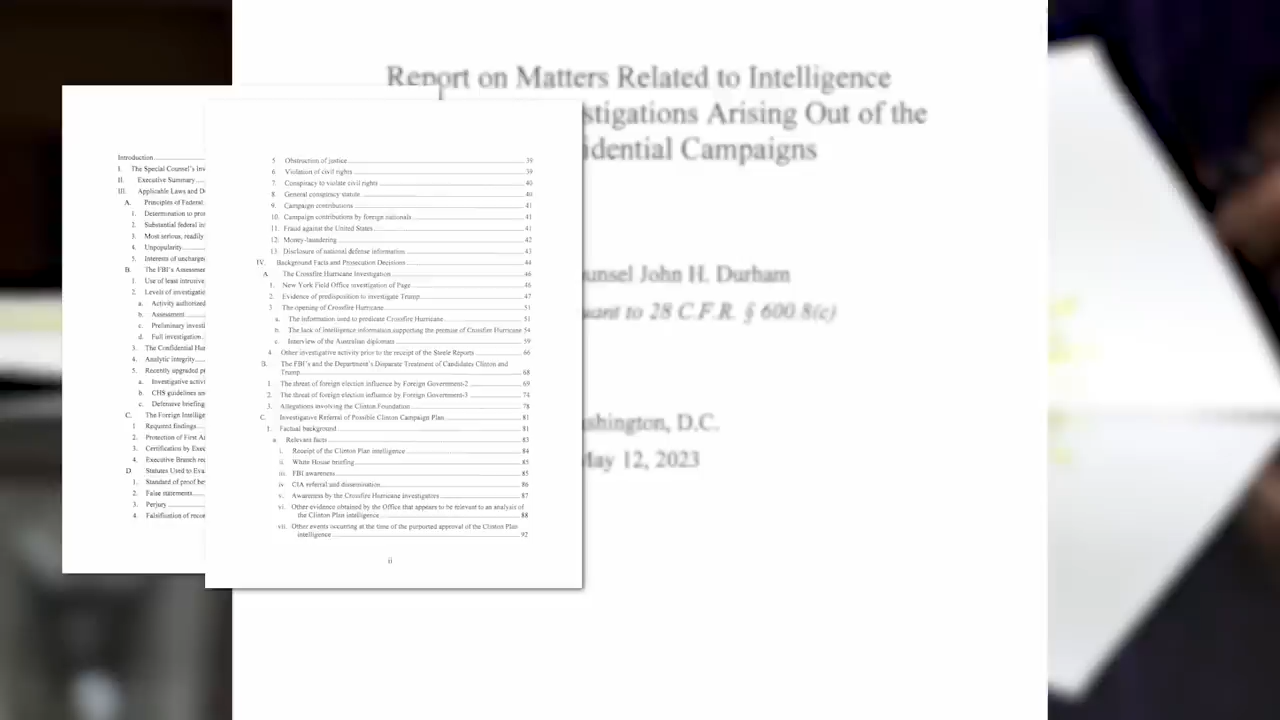 Report on Matters Related to Intelligence
stigations Arising Out of the
idential Campaigns
unsel John H. Durham
uant to 28 C.F.R. § 600.8(c)
shington, D.C.
May 12, 2023
Introduction
I. The Special Counsel's Inv
II. Executive Summary
III. Applicable Laws and D
A. Principles of Federal
1. Determination to pros
2. Substantial federal in
3. Most serious, readily
4. Unpopularity
5. Interests of uncharge
B. The FBI's Assessmen
1. Use of least intrusive
2. Levels of investigatio
a. Activity authorized
b. Assessment
c. Preliminary investi
d. Full investigation
3. The Confidential Hu
4. Analytic integrity
5. Recently upgraded p
a. Investigative activi
b. CHS guidelines an
c. Defensive briefing
C. The Foreign Intellige
1 Required findings
2. Protection of First A
3. Certification by Exec
4. Executive Branch re
D Statutes Used to Eva
1. Standard of proof be
2. False statements
3. Perjury
4. Falsification of recor
5 Obstruction of justice 39
6. Violation of civil rights 39
7. Conspiracy to violate civil rights 40
8. General conspiracy statute 40
9. Campaign contributions 41
10. Campaign contributions by foreign nationals 41
11. Fraud against the United States 41
12. Money-laundering 42
13. Disclosure of national defense information 43
IV. Background Facts and Prosecution Decisions 44
A. The Crossfire Hurricane Investigation 46
1. New York Field Office investigation of Page 46
2. Evidence of predisposition to investigate Trump 47
3 The opening of Crossfire Hurricane 51
a. The information used to predicate Crossfire Hurricane 51
b. The lack of intelligence information supporting the premise of Crossfire Hurricane 54
c. Interview of the Australian diplomats 59
4. Other investigative activity prior to the receipt of the Steele Reports 66
B. The FBI's and the Department's Disparate Treatment of Candidates Clinton and
Trump 68
1. The threat of foreign election influence by Foreign Government-2 69
2. The threat of foreign election influence by Foreign Government-3 74
3. Allegations involving the Clinton Foundation 78
C. Investigative Referral of Possible Clinton Campaign Plan 81
1. Factual background 81
a. Relevant facts 83
i. Receipt of the Clinton Plan intelligence 84
ii. White House briefing 85
iii. FBI awareness 85
iv CIA referral and dissemination 86
v. Awareness by the Crossfire Hurricane investigators 87
vi. Other evidence obtained by the Office that appears to be relevant to an analysis of
the Clinton Plan intelligence 88
vii. Other events occurring at the time of the purported approval of the Clinton Plan
intelligence 92
ii